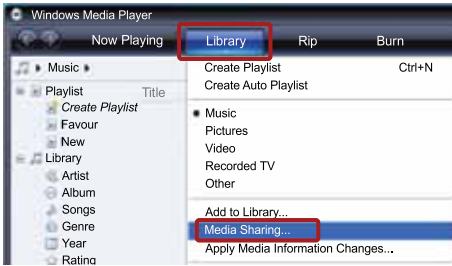 Windows Media Player
Now Playing Library Rip Burn
Music
Playlist Title
Create Playlist
Favour
New
Library
Artist
Album
Songs
Genre
Year
Rating
Create Playlist Ctrl+N
Create Auto Playlist
Music
Pictures
Video
Recorded TV
Other
Add to Library...
Media Sharing...
Apply Media Information Changes...